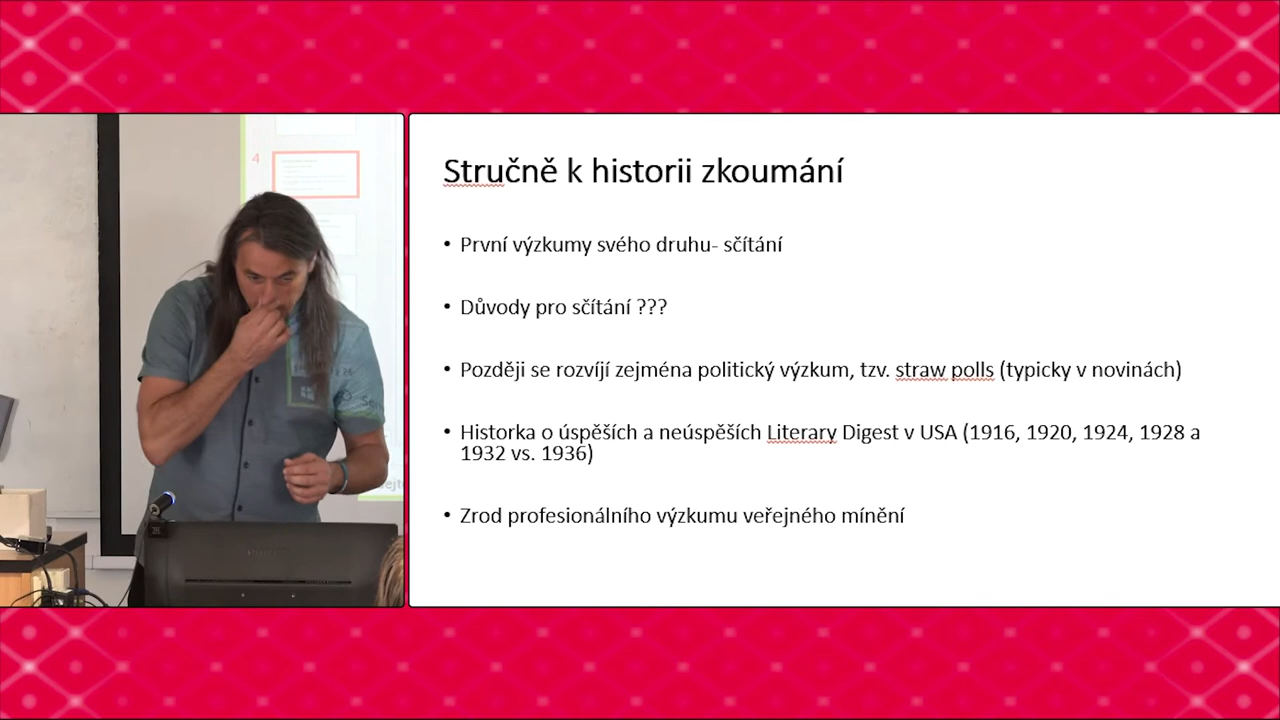 4
Stručně k historii zkoumání
• První výzkumy svého druhu- sčítání
• Důvody pro sčítání ???
• Později se rozvíjí zejména politický výzkum, tzv. straw polls (typicky v novinách)
• Historka o úspěších a neúspěších Literary Digest v USA (1916, 1920, 1924, 1928 a
1932 vs. 1936)
• Zrod profesionálního výzkumu veřejného mínění